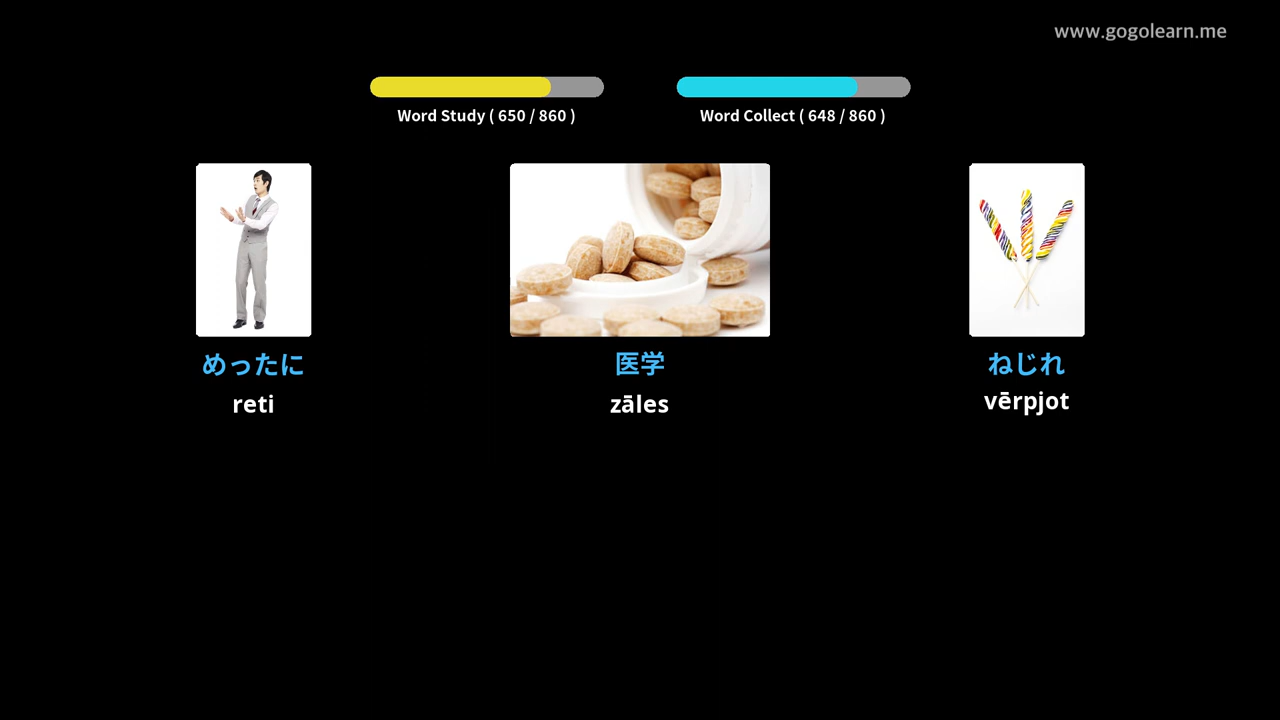 www.gogolearn.me
Word Study ( 650 / 860 )
Word Collect ( 648 / 860 )
めったに
reti
医学
zāles
ねじれ
vērpjot